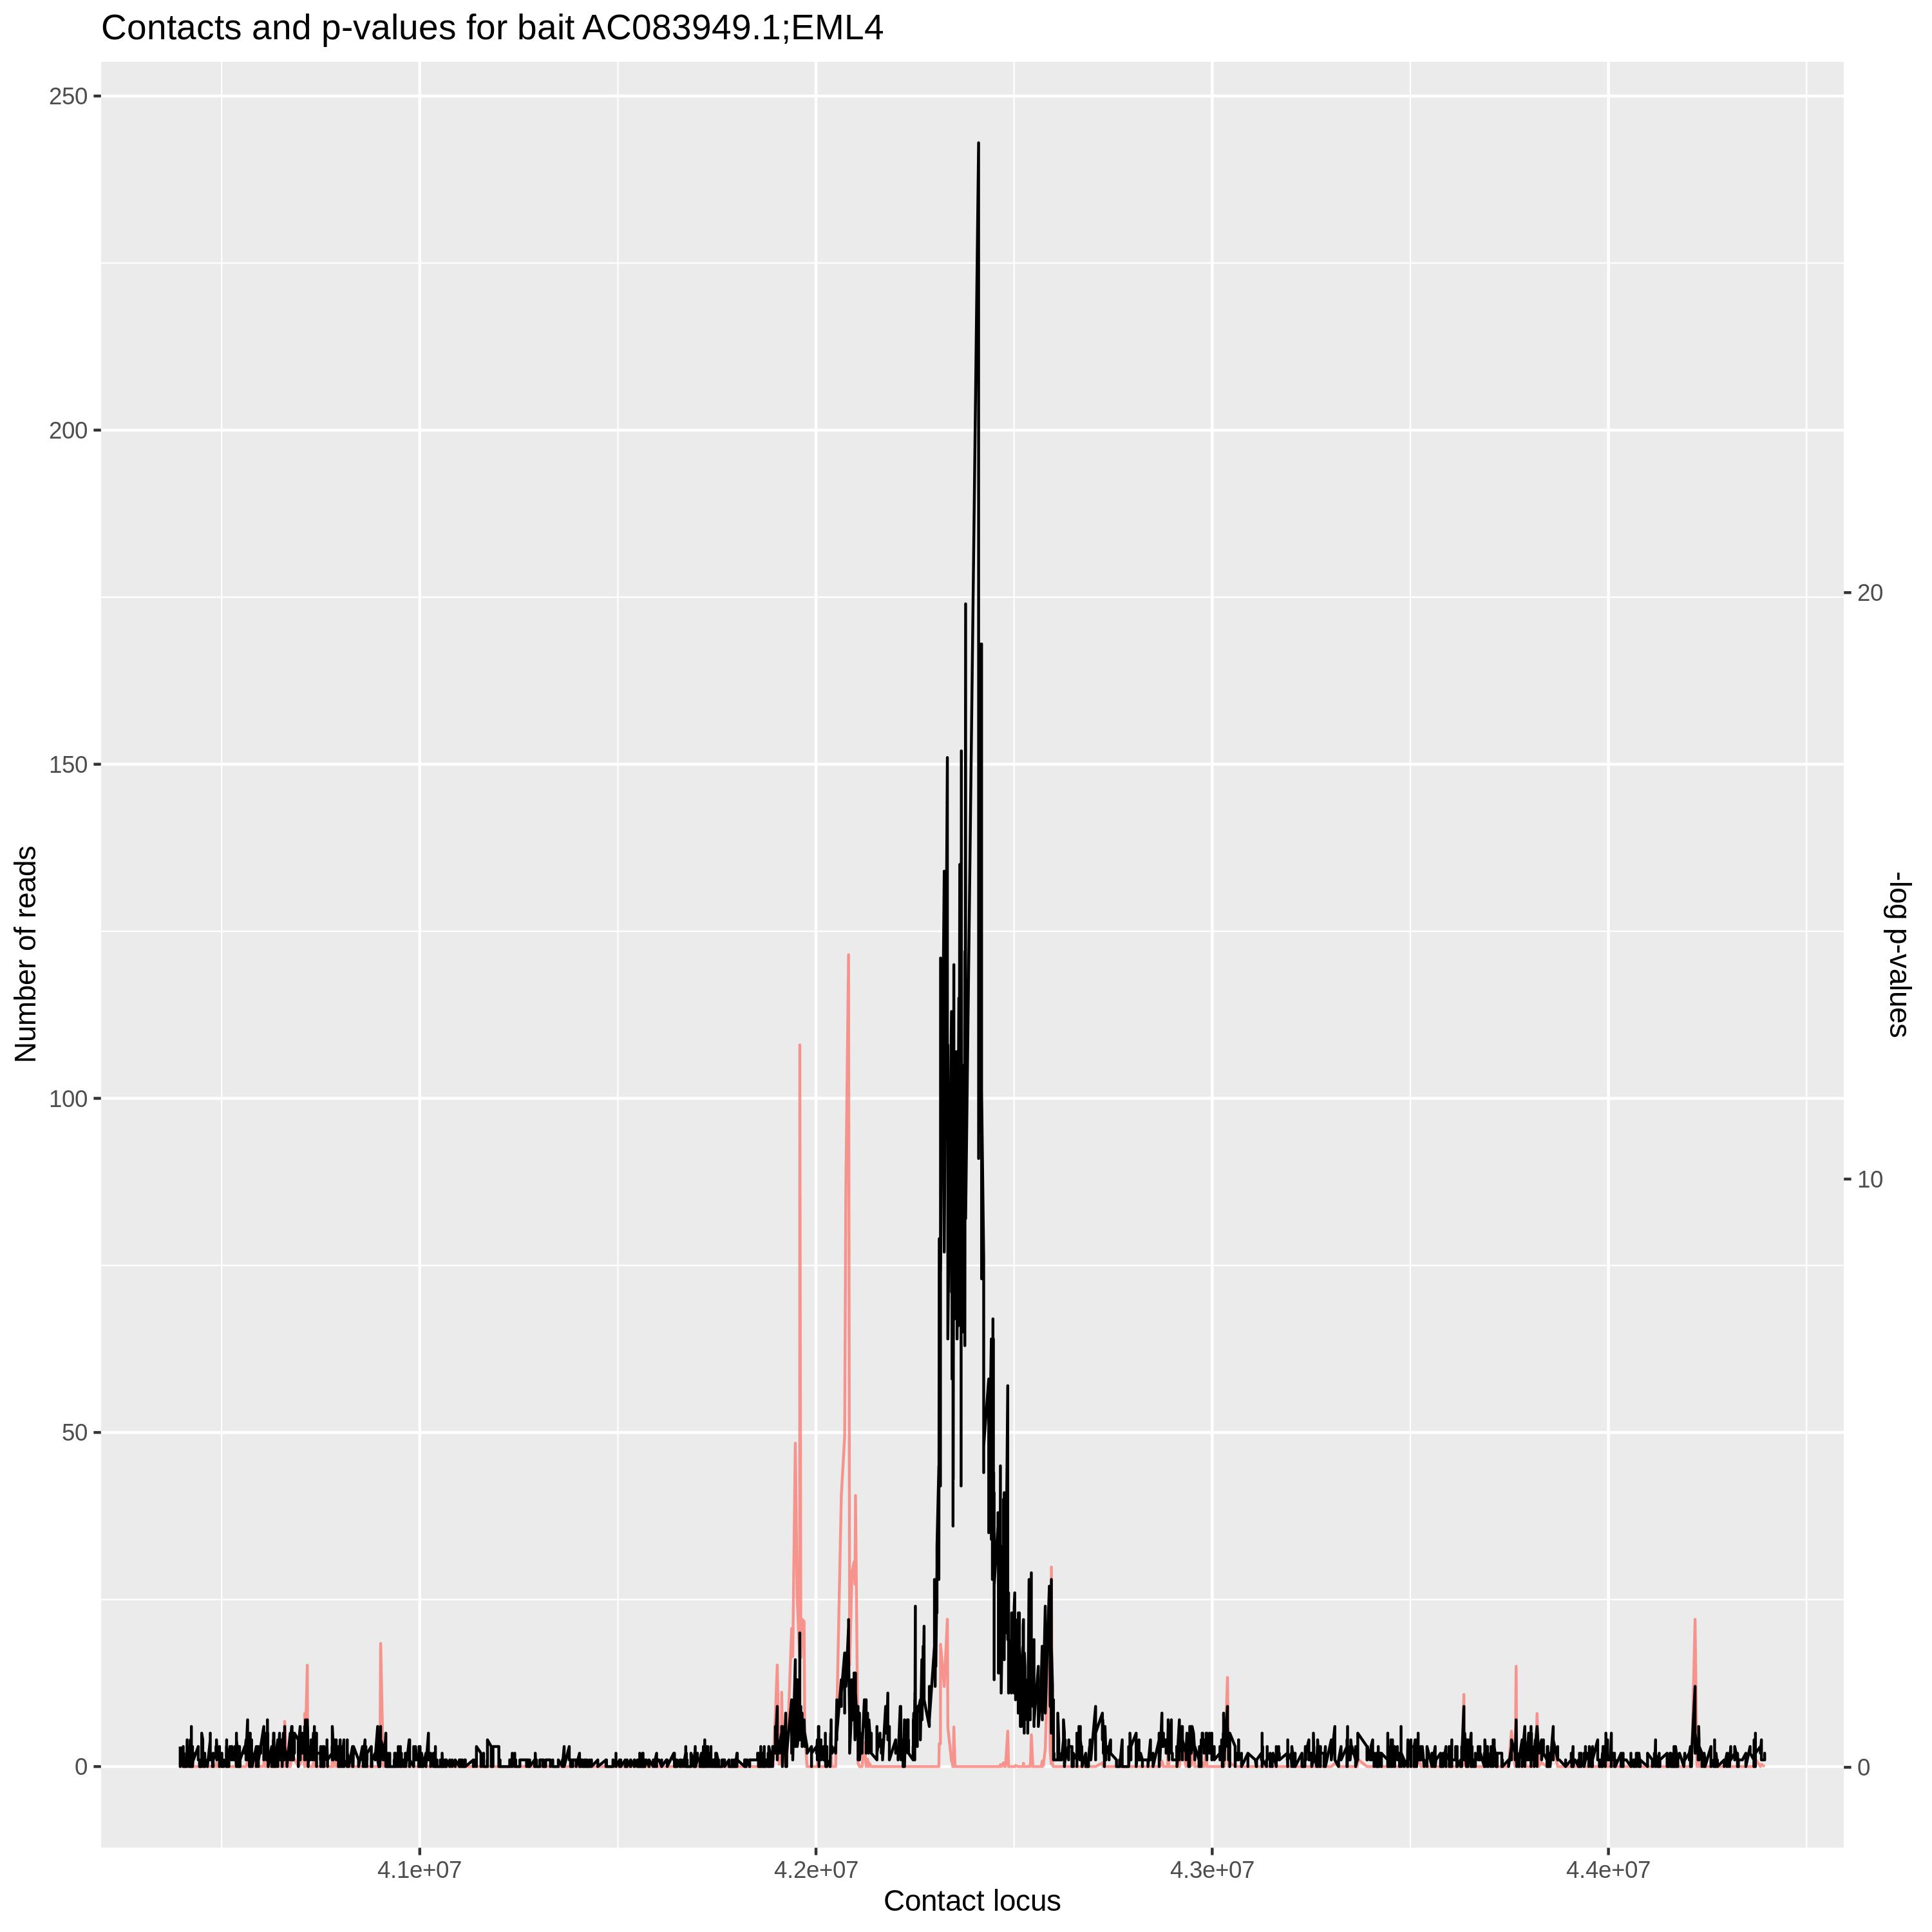 Contacts and p-values for bait AC083949.1;EML4
250
200
150
100
50
0
Number of reads
20
10
0
-log p-values
4.1e+07
4.2e+07
4.3e+07
4.4e+07
Contact locus